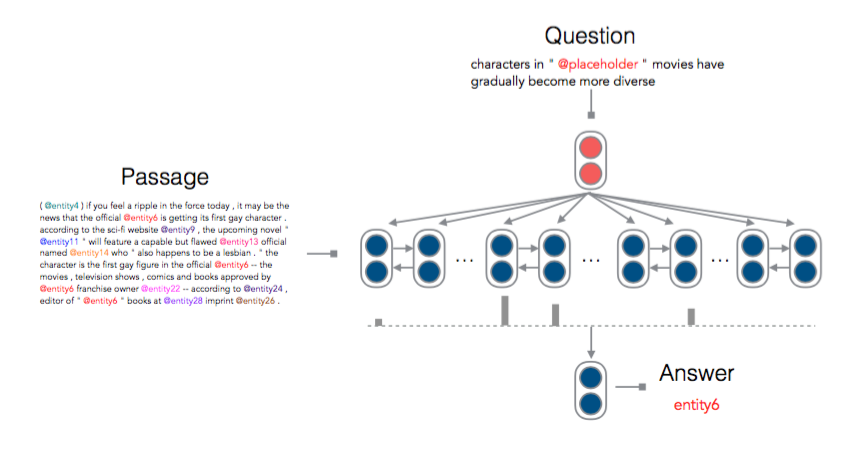 Question
characters in " @placeholder " movies have
gradually become more diverse
Passage
( @entity4 ) if you feel a ripple in the force today , it may be the
news that the official @entity6 is getting its first gay character .
according to the sci-fi website @entity9 , the upcoming novel "
@entity11 " will feature a capable but flawed @entity13 official
named @entity14 who " also happens to be a lesbian . " the
character is the first gay figure in the official @entity6 -- the
movies , television shows , comics and books approved by
@entity6 franchise owner @entity22 -- according to @entity24 ,
editor of " @entity6 " books at @entity28 imprint @entity26 .
...
...
...
Answer
entity6